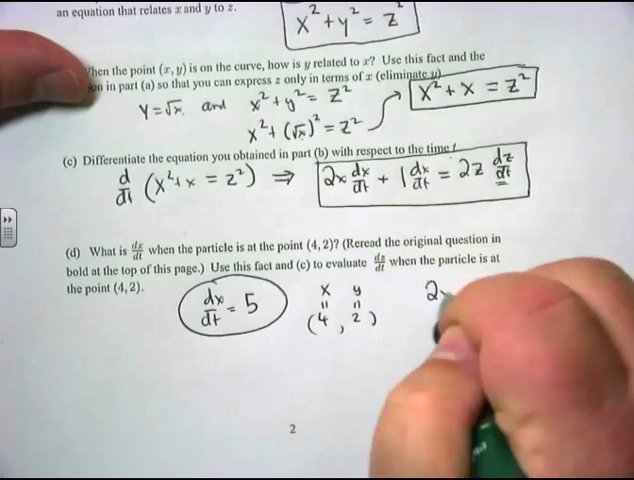 an equation that relates x and y to z.
x² + y² = z²
When the point (x, y) is on the curve, how is y related to x? Use this fact and the
in part (a) so that you can express z only in terms of x (eliminate y)
y = √x and x² + y² = z²
x² + (√x)² = z²
x² + x = z²
(c) Differentiate the equation you obtained in part (b) with respect to the time t
d/dt (x² + x = z²) ⇒ 2x dx/dt + 1 dx/dt = 2z dz/dt
(d) What is dx/dt when the particle is at the point (4, 2)? (Reread the original question in
bold at the top of this page.) Use this fact and (c) to evaluate dz/dt when the particle is at
the point (4, 2).
dx/dt = 5
x y
" "
(4, 2)
2x
2